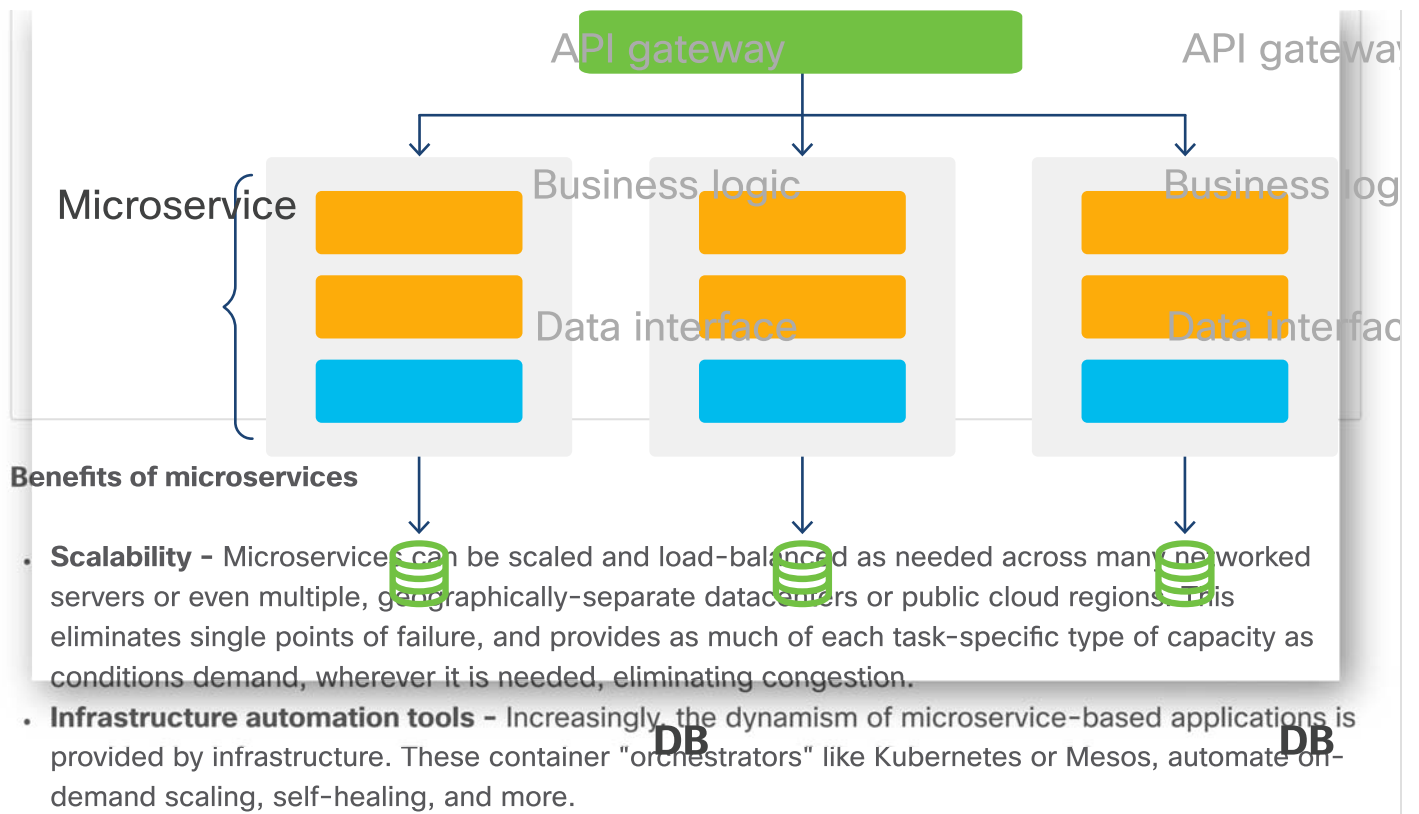 API gateway
API gateway
Business logic
Business
Microservice
Data interface
Data
Benefits of microservices
• Scalability - Microservices can be scaled and load-balanced as needed across many networked
servers or even multiple, geographically-separate datacenters or public cloud regions. This
eliminates single points of failure, and provides as much of each task-specific type of capacity as
conditions demand, wherever it is needed, eliminating congestion.
• Infrastructure automation tools - Increasingly, the dynamism of microservice-based applications is
DB
DB
provided by infrastructure. These container "orchestrators" like Kubernetes or Mesos, automate on-
demand scaling, self-healing, and more.